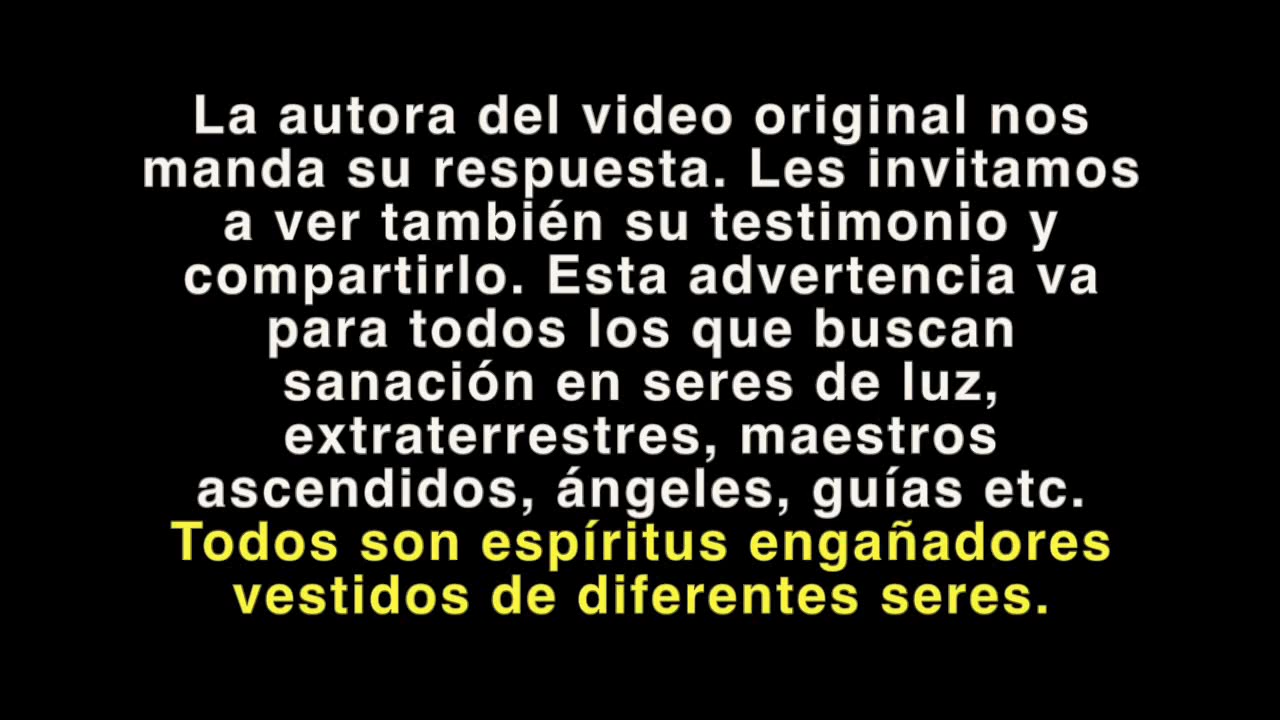 La autora del video original nos
manda su respuesta. Les invitamos
a ver también su testimonio y
compartirlo. Esta advertencia va
para todos los que buscan
sanación en seres de luz,
extraterrestres, maestros
ascendidos, ángeles, guías etc.
Todos son espíritus engañadores
vestidos de diferentes seres.